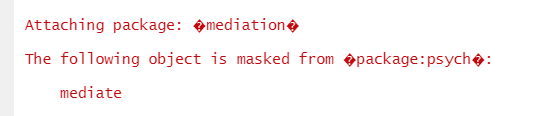 Attaching package: �mediation�
The following object is masked from �package:psych�:
mediate